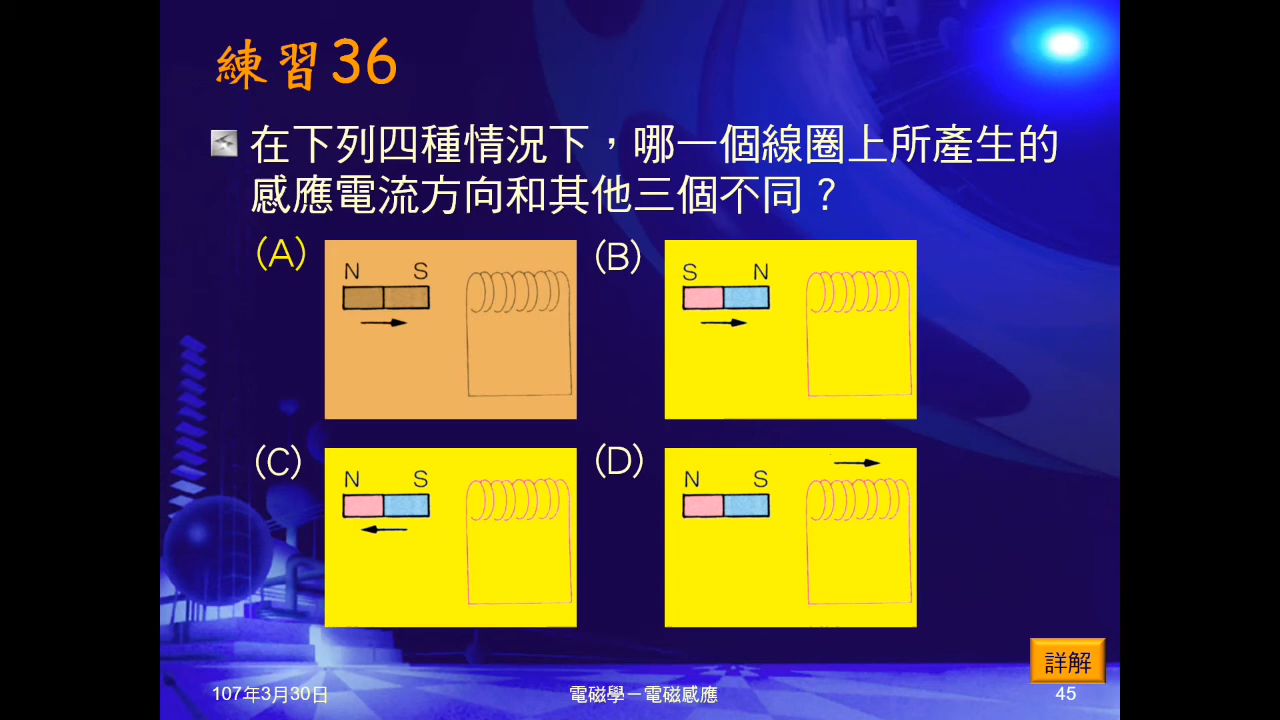 練習36
在下列四種情況下，哪一個線圈上所產生的
感應電流方向和其他三個不同？
(A)
N S
(B)
S N
(C)
N S
(D)
N S
詳解
107年3月30日
電磁學－電磁感應
45